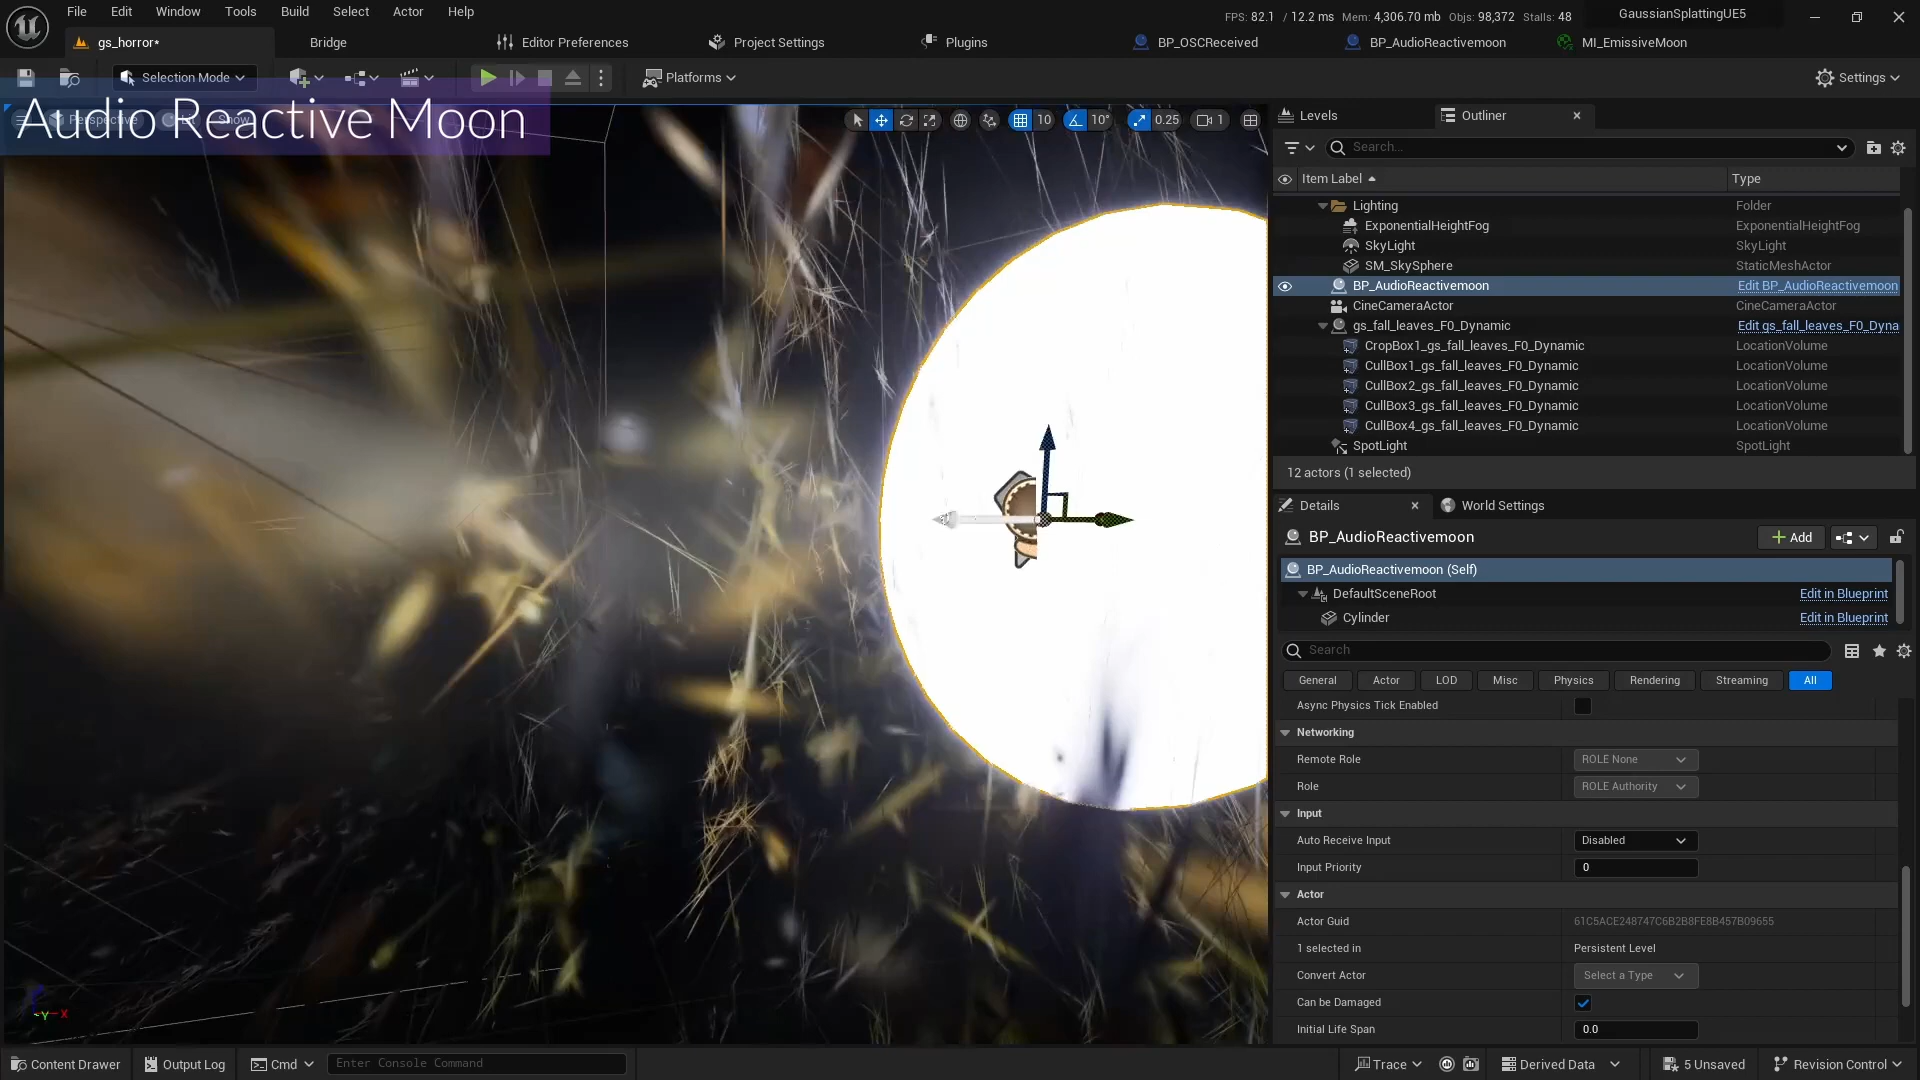 File Edit Window Tools Build Select Actor Help
FPS: 82.1 / 12.2 ms Mem: 4,306.70 mb Objs: 98,372 Stalls: 48 GaussianSplattingUE5
gs_horror* Bridge Editor Preferences Project Settings Plugins BP_OSCReceived BP_AudioReactivemoon MI_EmissiveMoon
Selection Mode Platforms Settings
Audio Reactive Moon
Perspective Show
10 10° 0.25 1
Levels Outliner
Search...
Item Label Type
Lighting Folder
ExponentialHeightFog ExponentialHeightFog
SkyLight SkyLight
SM_SkySphere StaticMeshActor
BP_AudioReactivemoon Edit BP_AudioReactivemoon
CineCameraActor CineCameraActor
gs_fall_leaves_F0_Dynamic Edit gs_fall_leaves_F0_Dyna
CropBox1_gs_fall_leaves_F0_Dynamic LocationVolume
CullBox1_gs_fall_leaves_F0_Dynamic LocationVolume
CullBox2_gs_fall_leaves_F0_Dynamic LocationVolume
CullBox3_gs_fall_leaves_F0_Dynamic LocationVolume
CullBox4_gs_fall_leaves_F0_Dynamic LocationVolume
SpotLight SpotLight
12 actors (1 selected)
Details World Settings
BP_AudioReactivemoon Add
BP_AudioReactivemoon (Self)
DefaultSceneRoot Edit in Blueprint
Cylinder Edit in Blueprint
Search
General Actor LOD Misc Physics Rendering Streaming All
Async Physics Tick Enabled
Networking
Remote Role ROLE None
Role ROLE Authority
Input
Auto Receive Input Disabled
Input Priority 0
Actor
Actor Guid 61C5ACE248747C6B2B8FE8B457B09655
1 selected in Persistent Level
Convert Actor Select a Type
Can be Damaged
Initial Life Span 0.0
Y X
Content Drawer Output Log Cmd Enter Console Command Trace Derived Data 5 Unsaved Revision Control